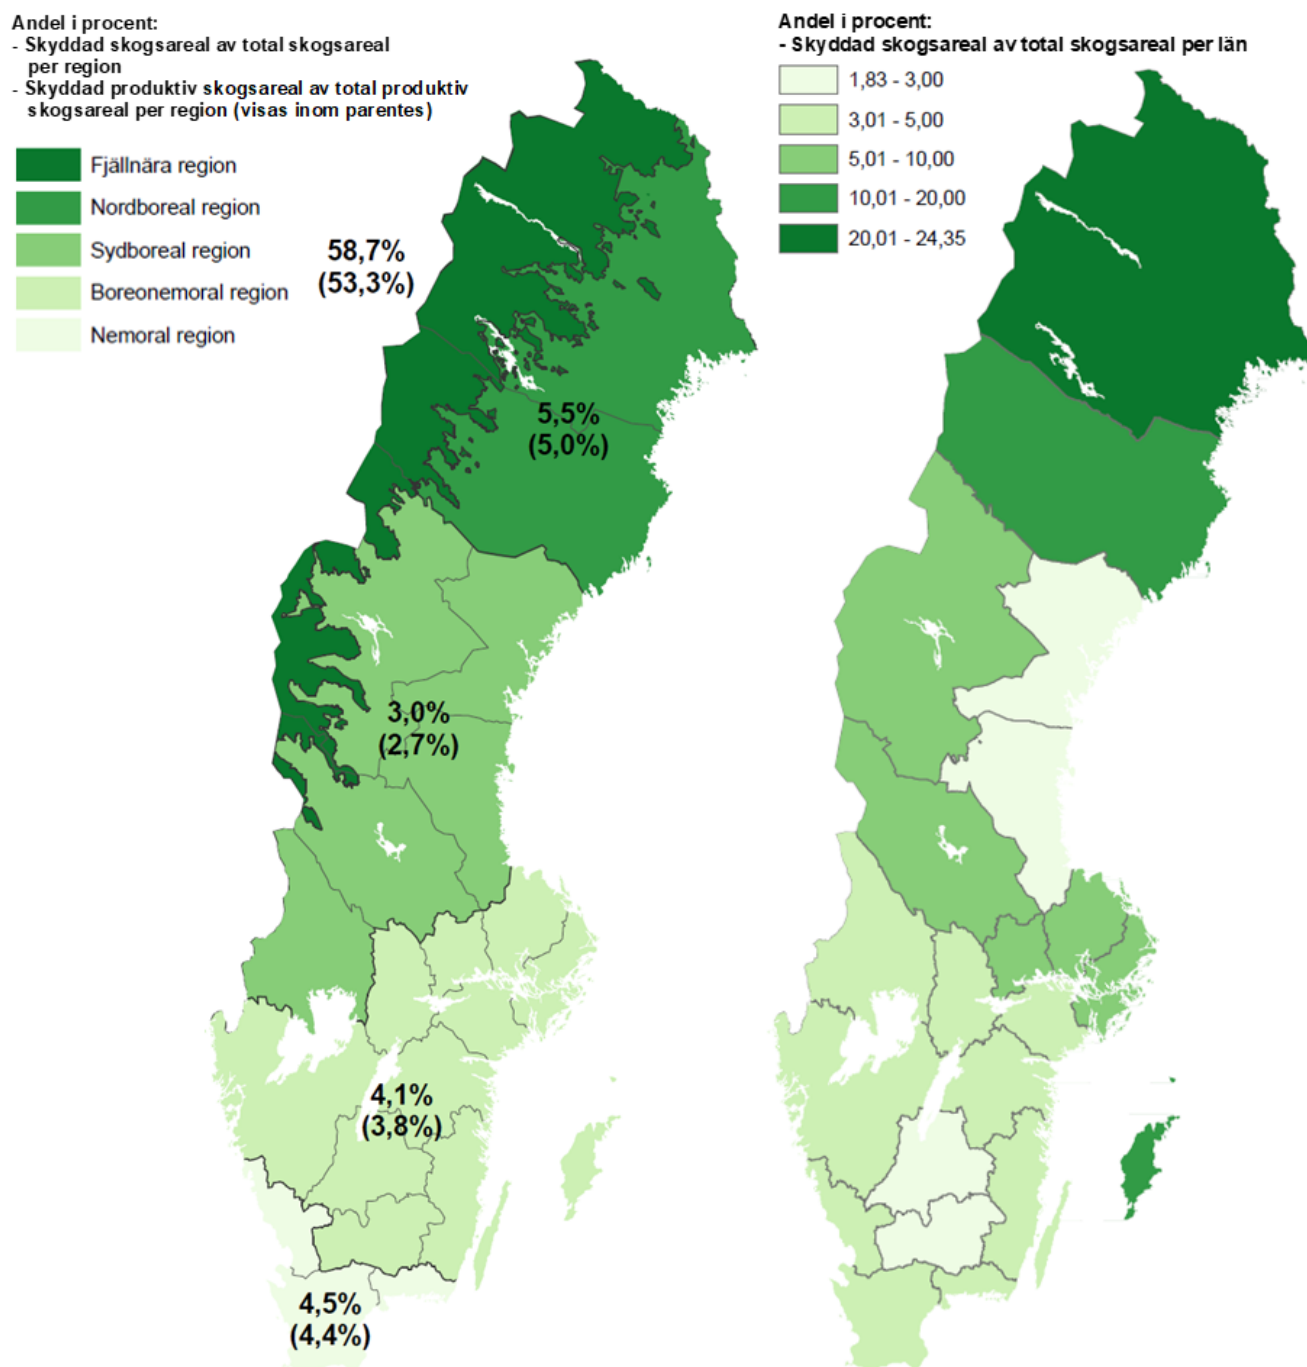 Andel i procent:
- Skyddad skogsareal av total skogsareal
per region
- Skyddad produktiv skogsareal av total produktiv
skogsareal per region (visas inom parentes)
Fjällnära region
Nordboreal region
Sydboreal region
Boreonemoral region
Nemoral region
58,7%
(53,3%)
5,5%
(5,0%)
3,0%
(2,7%)
4,1%
(3,8%)
4,5%
(4,4%)
Andel i procent:
- Skyddad skogsareal av total skogsareal per län
1,83 - 3,00
3,01 - 5,00
5,01 - 10,00
10,01 - 20,00
20,01 - 24,35